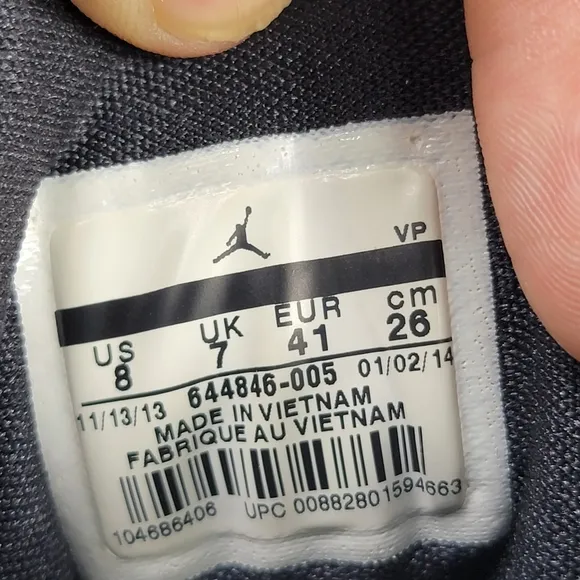 VP
US UK EUR cm
8 7 41 26
11/13/13 644846-005 01/02/14
MADE IN VIETNAM
FABRIQUE AU VIETNAM
104686406 UPC 00882801594663